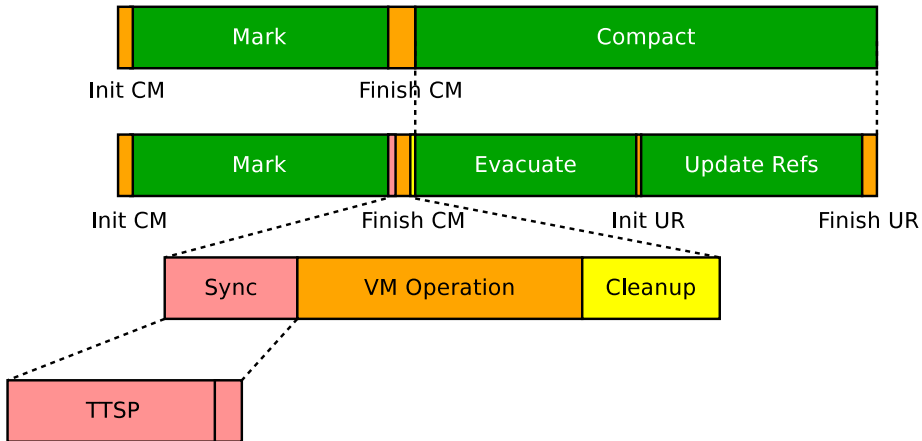 Mark
Compact
Init CM
Finish CM
Mark
Evacuate
Update Refs
Init CM
Finish CM
Init UR
Finish UR
Sync
VM Operation
Cleanup
TTSP